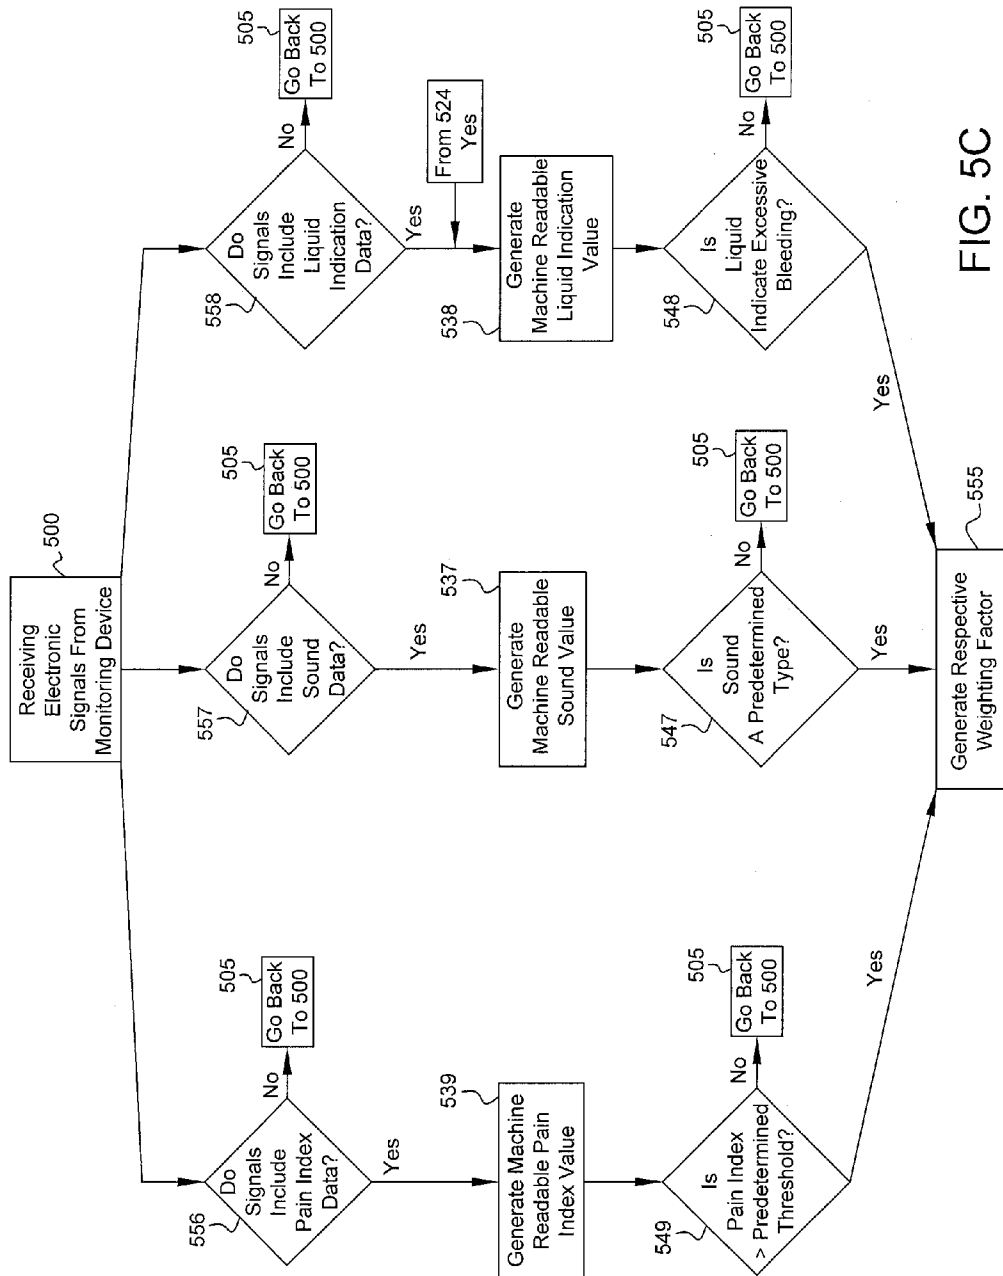 500
Receiving
Electronic
Signals From
Monitoring Device
556
Do
Signals
Include
Pain Index
Data?
No
505
Go Back
To 500
Yes
539
Generate Machine
Readable Pain
Index Value
549
Is
Pain Index
> Predetermined
Threshold?
No
505
Go Back
To 500
Yes
557
Do
Signals
Include
Sound
Data?
No
505
Go Back
To 500
Yes
537
Generate
Machine Readable
Sound Value
547
Is
Sound
A Predetermined
Type?
No
505
Go Back
To 500
Yes
558
Do
Signals
Include
Liquid
Indication
Data?
No
505
Go Back
To 500
Yes
From 524
Yes
538
Generate
Machine Readable
Liquid Indication
Value
548
Is
Liquid
Indicate Excessive
Bleeding?
No
505
Go Back
To 500
Yes
555
Generate Respective
Weighting Factor
FIG. 5C